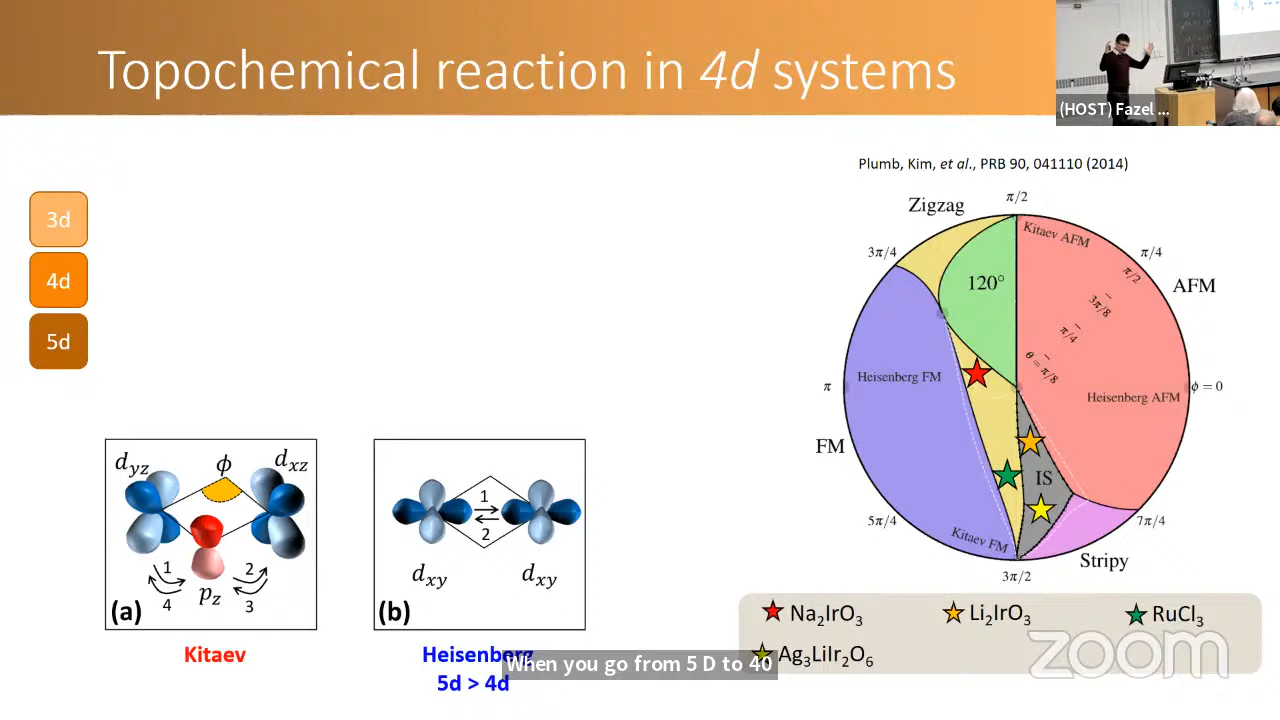 Topochemical reaction in 4d systems
(HOST) Fazel ...
Plumb, Kim, et al., PRB 90, 041110 (2014)
3d
4d
5d
Zigzag
π/2
Kitaev AFM
3π/4
π/4
AFM
120°
π/2
3π/8
π/4
θ = π/8
π
Heisenberg FM
Heisenberg AFM
ϕ = 0
FM
IS
5π/4
Kitaev FM
7π/4
Stripy
3π/2
d_yz
ϕ
d_xz
1
4
p_z
2
3
(a)
Kitaev
1
2
d_xy
d_xy
(b)
Heisenberg
5d > 4d
Na₂IrO₃
Li₂IrO₃
RuCl₃
Ag₃LiIr₂O₆
When you go from 5 D to 40
zoom